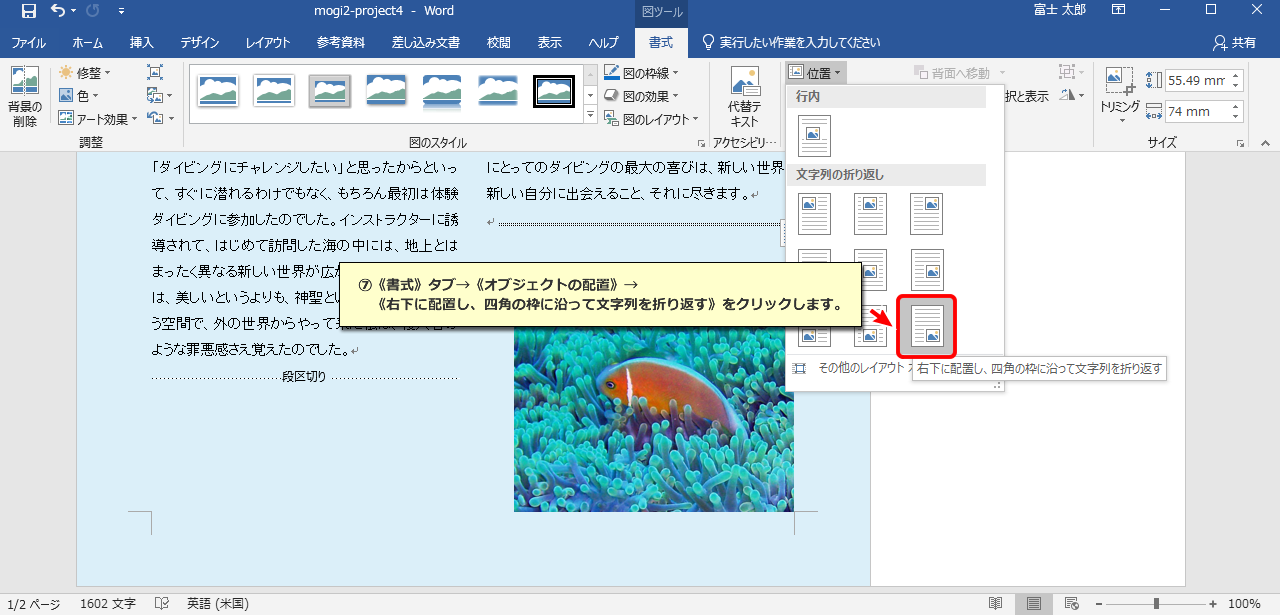 mogi2-project4 - Word
図ツール
富士 太郎
ファイル ホーム 挿入 デザイン レイアウト 参考資料 差し込み文書 校閲 表示 ヘルプ 書式 実行したい作業を入力してください 共有
背景の
削除
修整
色
アート効果
調整
図のスタイル
図の枠線
図の効果
図のレイアウト
代替テ
キスト
アクセシビリ…
位置
背面へ移動
択と表示
トリミング
55.49 mm
74 mm
サイズ
行内
文字列の折り返し
その他のレイアウト
右下に配置し、四角の枠に沿って文字列を折り返す
「ダイビングにチャレンジしたい」と思ったからといっ
て、すぐに潜れるわけでもなく、もちろん最初は体験
ダイビングに参加したのでした。インストラクターに誘
導されて、はじめて訪問した海の中には、地上とは
まったく異なる新しい世界が広が
は、美しいというよりも、神聖と
う空間で、外の世界からやって
ような罪悪感さえ覚えたのでした。
段区切り
にとってのダイビングの最大の喜びは、新しい世界
新しい自分に出会えること、それに尽きます。
⑦《書式》タブ→《オブジェクトの配置》→
《右下に配置し、四角の枠に沿って文字列を折り返す》をクリックします。
1/2 ページ 1602 文字 英語 (米国) 100%